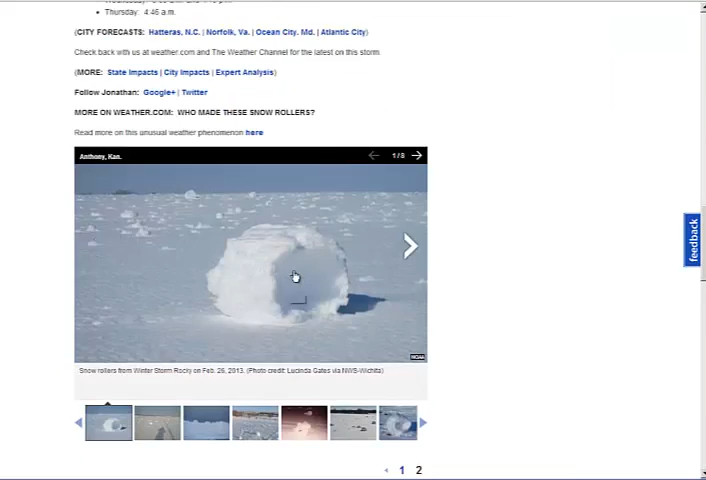 Thursday: 4:46 a.m.
(CITY FORECASTS: Hatteras, N.C. | Norfolk, Va. | Ocean City, Md. | Atlantic City)
Check back with us at weather.com and The Weather Channel for the latest on this storm.
(MORE: State Impacts | City Impacts | Expert Analysis)
Follow Jonathan: Google+ | Twitter
MORE ON WEATHER.COM: WHO MADE THESE SNOW ROLLERS?
Read more on this unusual weather phenomenon here
Anthony, Kan.
1/8
feedback
NOAA
Snow rollers from Winter Storm Rocky on Feb. 26, 2013. (Photo credit: Lucinda Gates via NWS-Wichita)
1 2